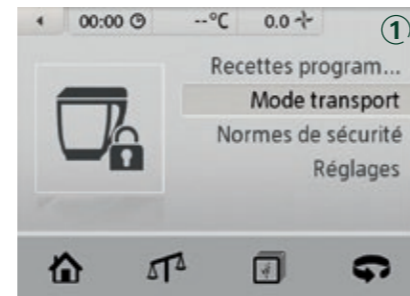 00:00 --°C 0.0 1
Recettes program...
Mode transport
Normes de sécurité
Réglages